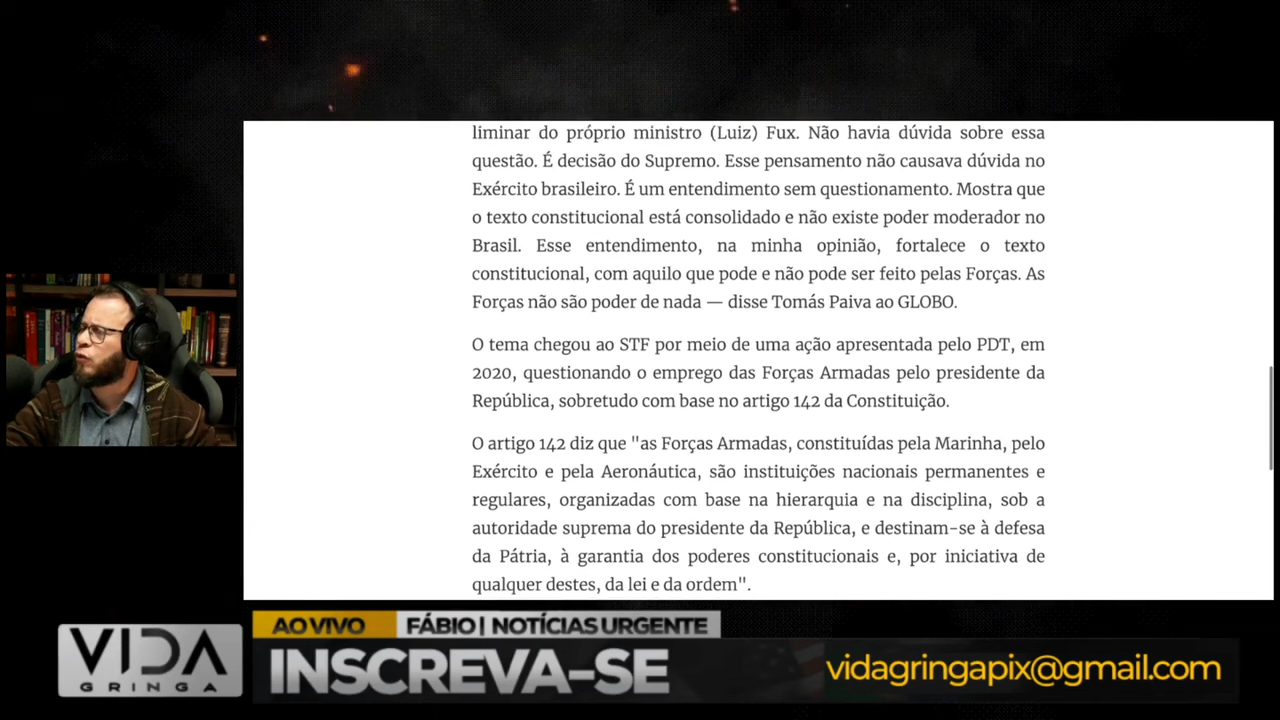 liminar do próprio ministro (Luiz) Fux. Não havia dúvida sobre essa
questão. É decisão do Supremo. Esse pensamento não causava dúvida no
Exército brasileiro. É um entendimento sem questionamento. Mostra que
o texto constitucional está consolidado e não existe poder moderador no
Brasil. Esse entendimento, na minha opinião, fortalece o texto
constitucional, com aquilo que pode e não pode ser feito pelas Forças. As
Forças não são poder de nada — disse Tomás Paiva ao GLOBO.
O tema chegou ao STF por meio de uma ação apresentada pelo PDT, em
2020, questionando o emprego das Forças Armadas pelo presidente da
República, sobretudo com base no artigo 142 da Constituição.
O artigo 142 diz que "as Forças Armadas, constituídas pela Marinha, pelo
Exército e pela Aeronáutica, são instituições nacionais permanentes e
regulares, organizadas com base na hierarquia e na disciplina, sob a
autoridade suprema do presidente da República, e destinam-se à defesa
da Pátria, à garantia dos poderes constitucionais e, por iniciativa de
qualquer destes, da lei e da ordem".
AO VIVO FÁBIO | NOTÍCIAS URGENTE
VIDA
GRINGA
INSCREVA-SE
vidagringapix@gmail.com